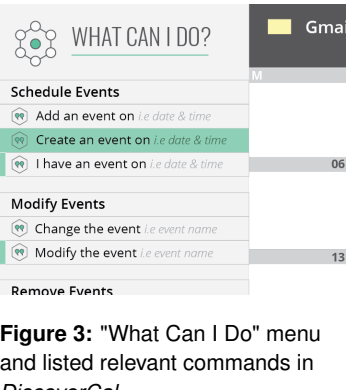 WHAT CAN I DO?
Gmai
M
Schedule Events
Add an event on i.e date & time
Create an event on i.e date & time
I have an event on i.e date & time
06
Modify Events
Change the event i.e event name
Modify the event i.e event name
13
Remove Events
Figure 3: "What Can I Do" menu
and listed relevant commands in